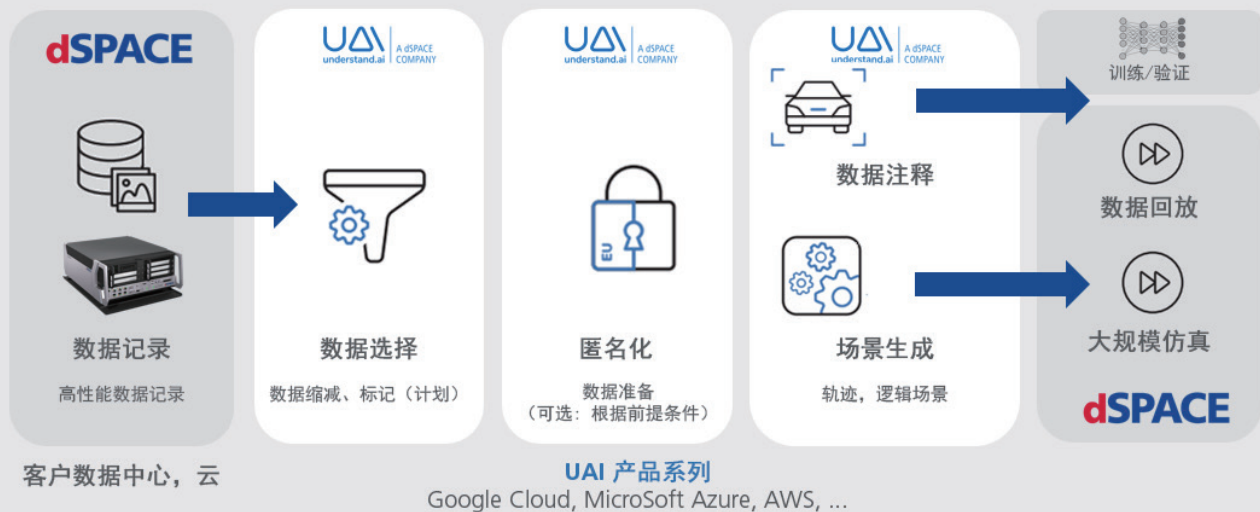 dSPACE
数据记录
高性能数据记录
客户数据中心，云
UAI
understand.ai
A dSPACE
COMPANY
数据选择
数据缩减、标记（计划）
UAI
understand.ai
A dSPACE
COMPANY
EU
匿名化
数据准备
（可选：根据前提条件）
UAI
understand.ai
A dSPACE
COMPANY
数据注释
场景生成
轨迹，逻辑场景
训练/验证
数据回放
大规模仿真
dSPACE
UAI 产品系列
Google Cloud, MicroSoft Azure, AWS, ...